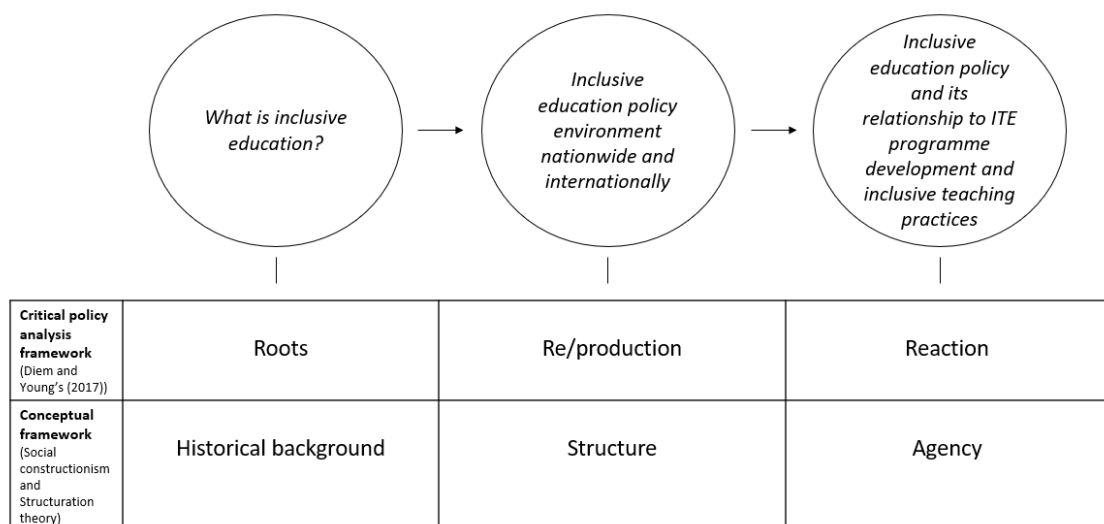 What is inclusive
education?
Inclusive
education policy
environment
nationwide and
internationally
Inclusive
education policy
and its
relationship to ITE
programme
development and
inclusive teaching
practices
Critical policy
analysis
framework
(Diem and
Young's (2017))
Roots
Re/production
Reaction
Conceptual
framework
(Social
constructionism
and
Structuration
theory)
Historical background
Structure
Agency